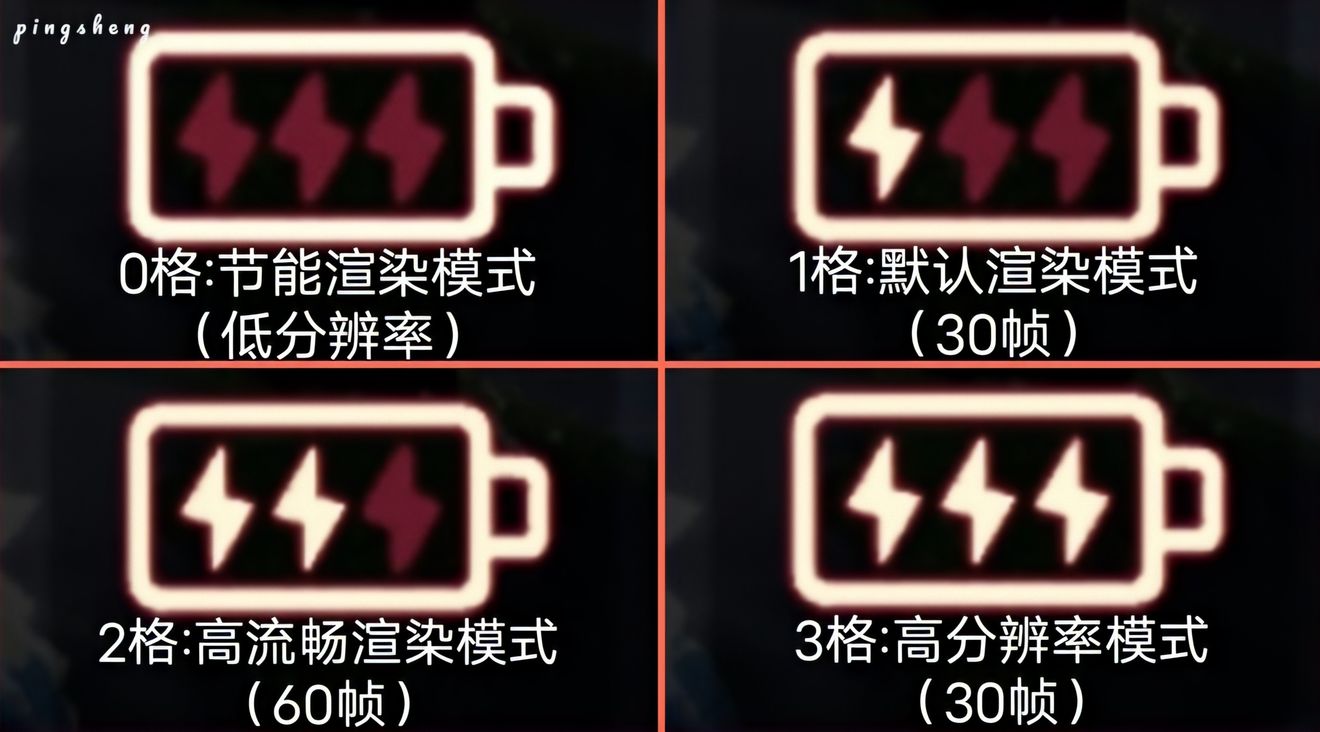 pingsheng
0格:节能渲染模式
（低分辨率）
1格:默认渲染模式
（30帧）
2格:高流畅渲染模式
（60帧）
3格:高分辨率模式
（30帧）